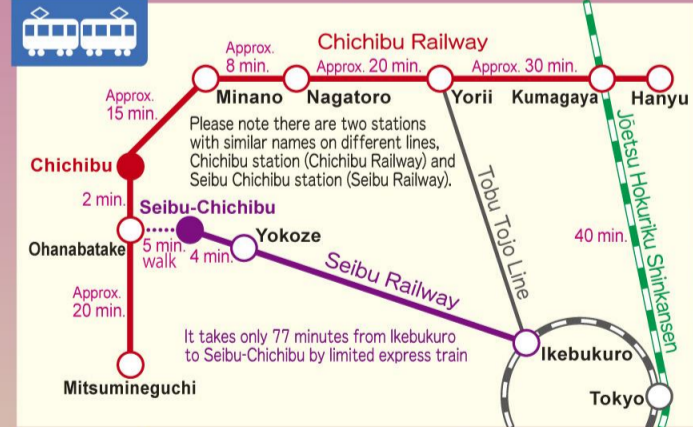 Chichibu Railway
Approx.
8 min.
Approx. 20 min.
Approx. 30 min.
Approx.
15 min.
Minano
Nagatoro
Yorii
Kumagaya
Hanyu
Please note there are two stations
with similar names on different lines,
Chichibu station (Chichibu Railway) and
Seibu Chichibu station (Seibu Railway).
Chichibu
2 min.
Seibu-Chichibu
Ohanabatake
5 min.
walk
4 min.
Yokoze
Seibu Railway
Tobu Tojo Line
40 min.
Jōetsu Hokuriku Shinkansen
Approx.
20 min.
It takes only 77 minutes from Ikebukuro
to Seibu-Chichibu by limited express train
Ikebukuro
Mitsumineguchi
Tokyo